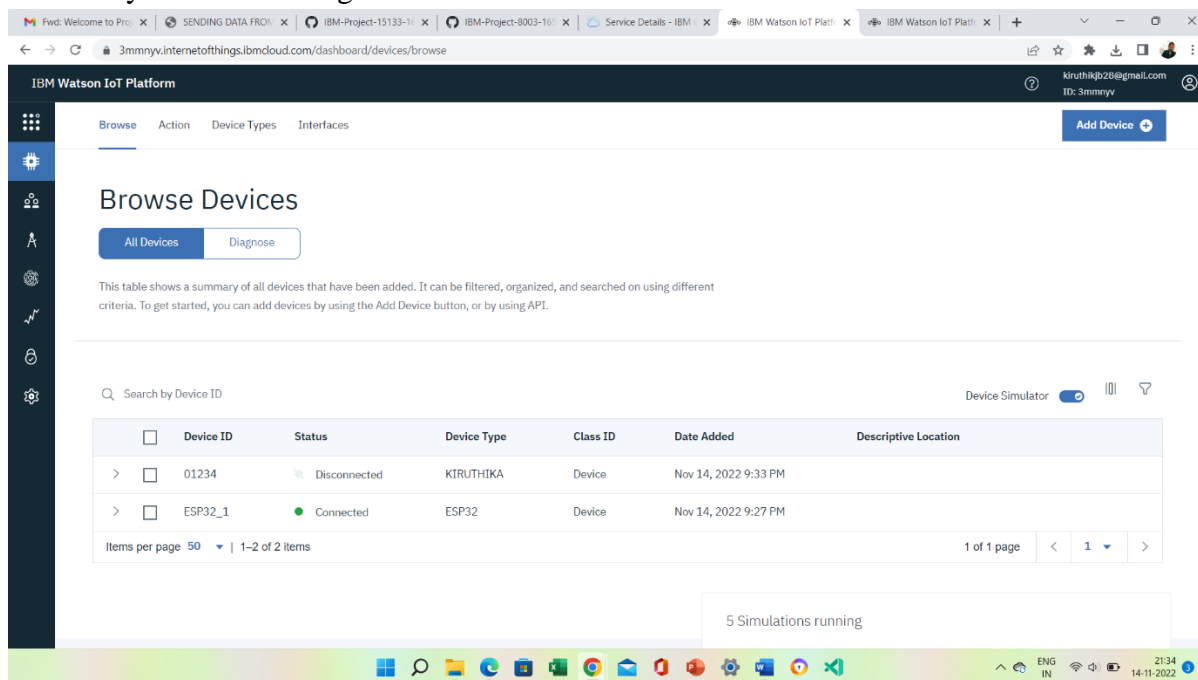 Fwd: Welcome to Proj
SENDING DATA FROM
IBM-Project-15133-16
IBM-Project-8003-165
Service Details - IBM C
IBM Watson IoT Platfo
IBM Watson IoT Platfo
3mmnyv.internetofthings.ibmcloud.com/dashboard/devices/browse
IBM Watson IoT Platform
kiruthikjb28@gmail.com
ID: 3mmnyv
Browse Action Device Types Interfaces
Add Device
Browse Devices
All Devices Diagnose
This table shows a summary of all devices that have been added. It can be filtered, organized, and searched on using different
criteria. To get started, you can add devices by using the Add Device button, or by using API.
Search by Device ID
Device Simulator
Device ID Status Device Type Class ID Date Added Descriptive Location
01234 Disconnected KIRUTHIKA Device Nov 14, 2022 9:33 PM
ESP32_1 Connected ESP32 Device Nov 14, 2022 9:27 PM
Items per page 50 | 1–2 of 2 items
1 of 1 page < 1 >
5 Simulations running
ENG
IN
21:34
14-11-2022
3